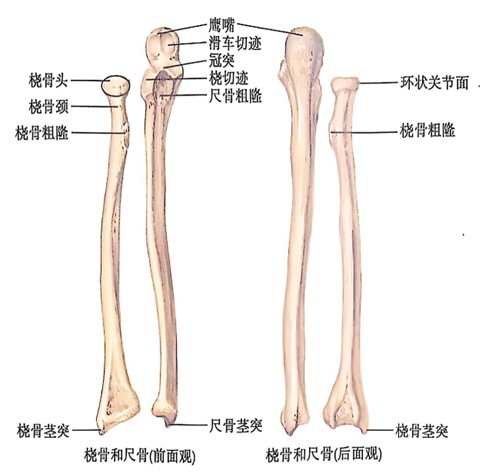 鹰嘴
滑车切迹
冠突
桡切迹
尺骨粗隆
桡骨头
桡骨颈
桡骨粗隆
环状关节面
桡骨粗隆
桡骨茎突
尺骨茎突
桡骨茎突
桡骨和尺骨(前面观)
桡骨和尺骨(后面观)